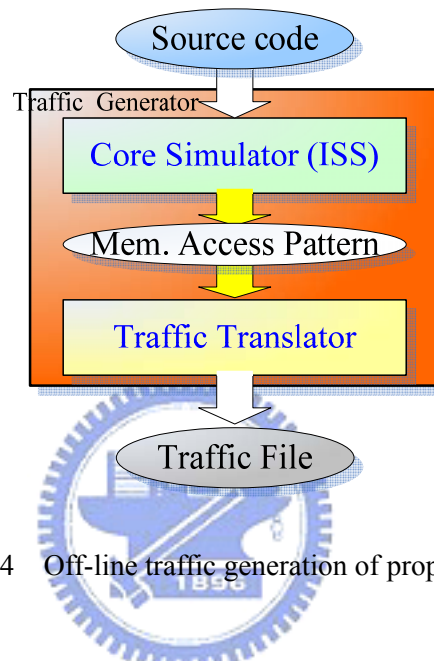 Source code
Traffic Generator
Core Simulator (ISS)
Mem. Access Pattern
Traffic Translator
Traffic File
4 Off-line traffic generation of prop
1896